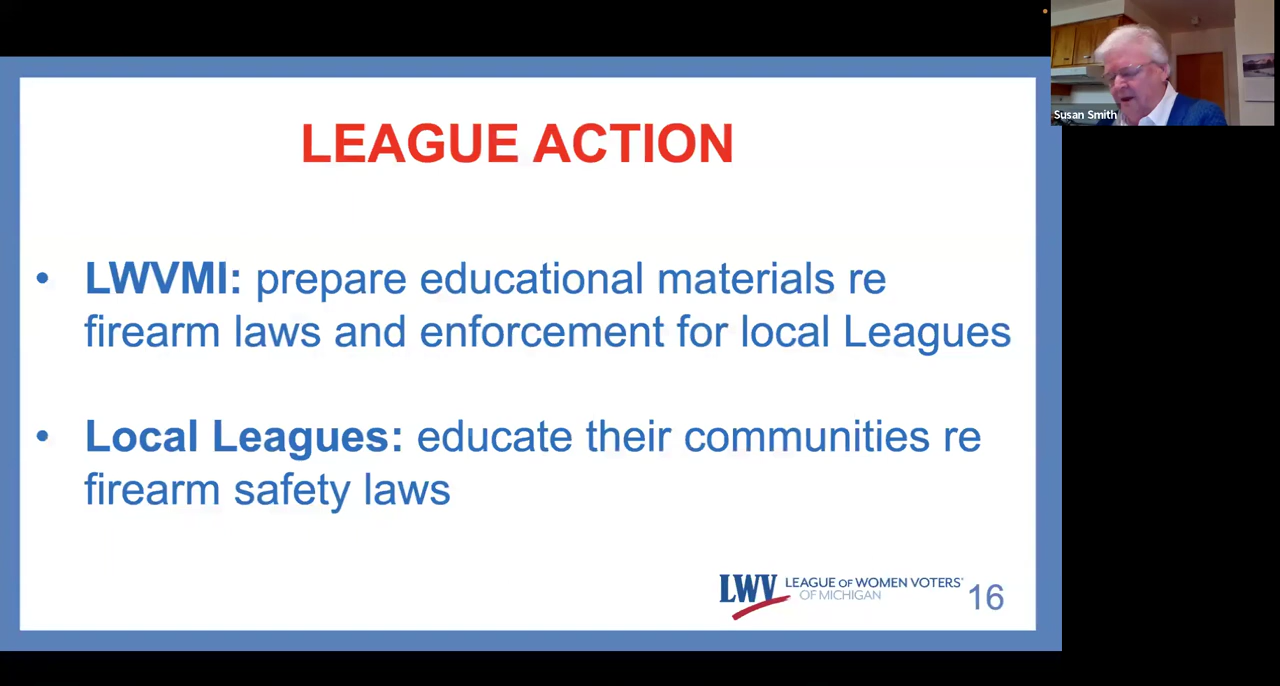 LEAGUE ACTION
• LWVMI: prepare educational materials re
firearm laws and enforcement for local Leagues
• Local Leagues: educate their communities re
firearm safety laws
LWV LEAGUE OF WOMEN VOTERS®
OF MICHIGAN
16
Susan Smith